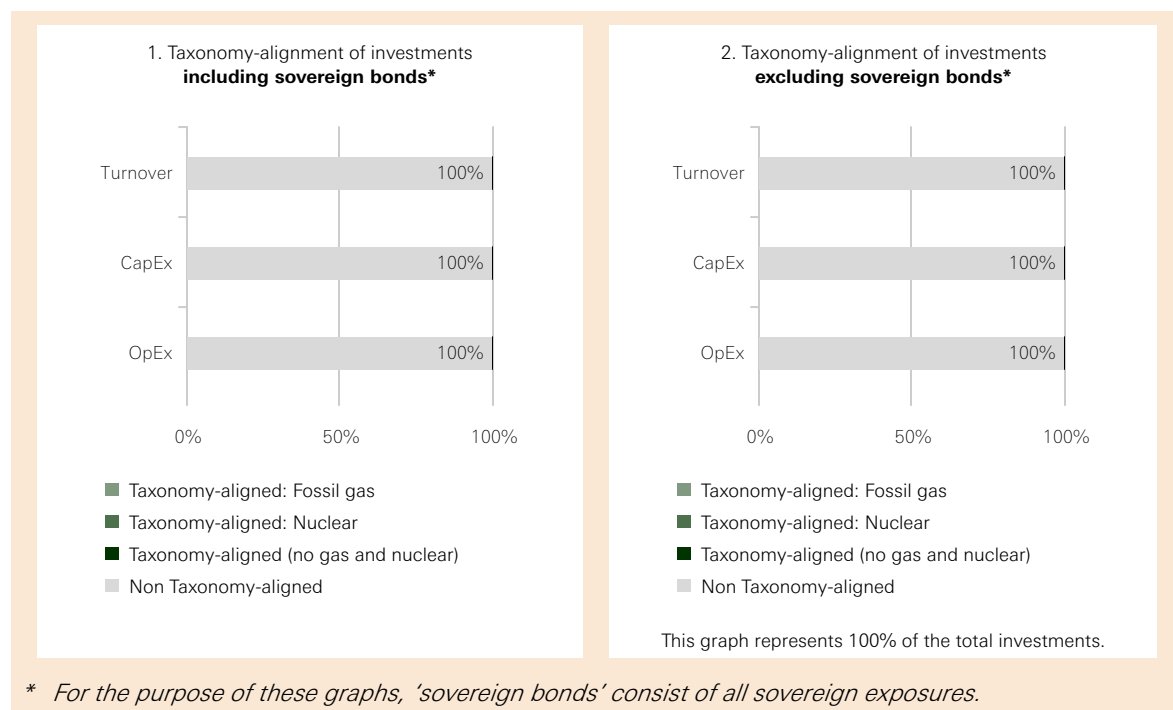 1. Taxonomy-alignment of investments
including sovereign bonds*
Turnover
100%
CapEx
100%
OpEx
100%
0% 50% 100%
Taxonomy-aligned: Fossil gas
Taxonomy-aligned: Nuclear
Taxonomy-aligned (no gas and nuclear)
Non Taxonomy-aligned
2. Taxonomy-alignment of investments
excluding sovereign bonds*
Turnover
100%
CapEx
100%
OpEx
100%
0% 50% 100%
Taxonomy-aligned: Fossil gas
Taxonomy-aligned: Nuclear
Taxonomy-aligned (no gas and nuclear)
Non Taxonomy-aligned
This graph represents 100% of the total investments.
* For the purpose of these graphs, ‘sovereign bonds’ consist of all sovereign exposures.